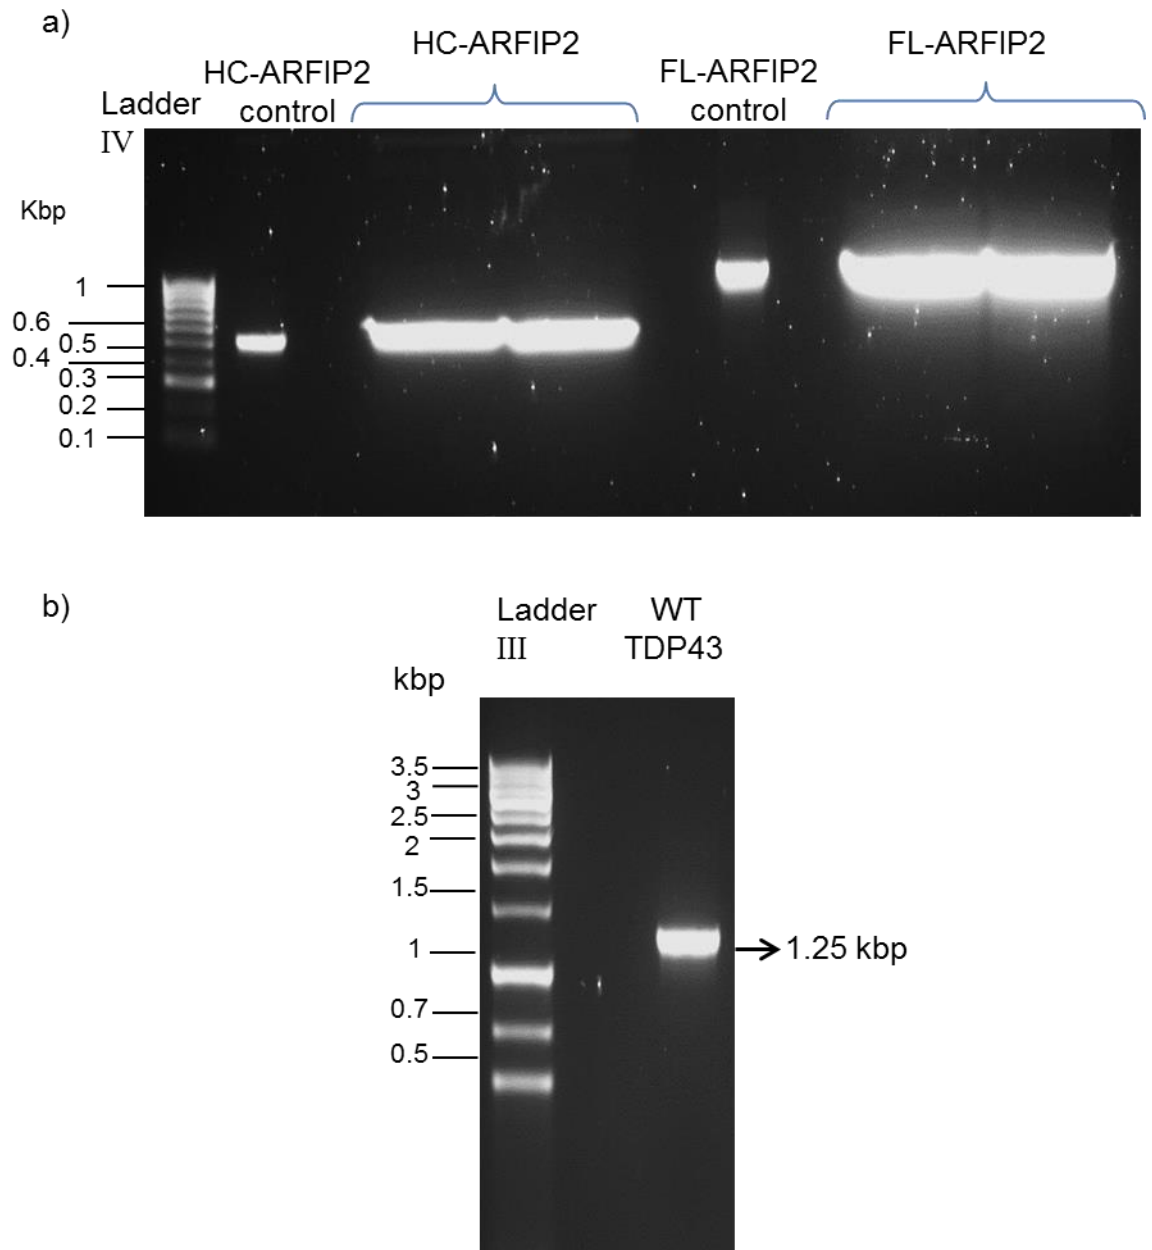 a)
HC-ARFIP2
FL-ARFIP2
HC-ARFIP2
control
FL-ARFIP2
control
Ladder
IV
Kbp
1
0.6
0.5
0.4
0.3
0.2
0.1
b)
Ladder
III
WT
TDP43
kbp
3.5
3
2.5
2
1.5
1
1.25 kbp
0.7
0.5